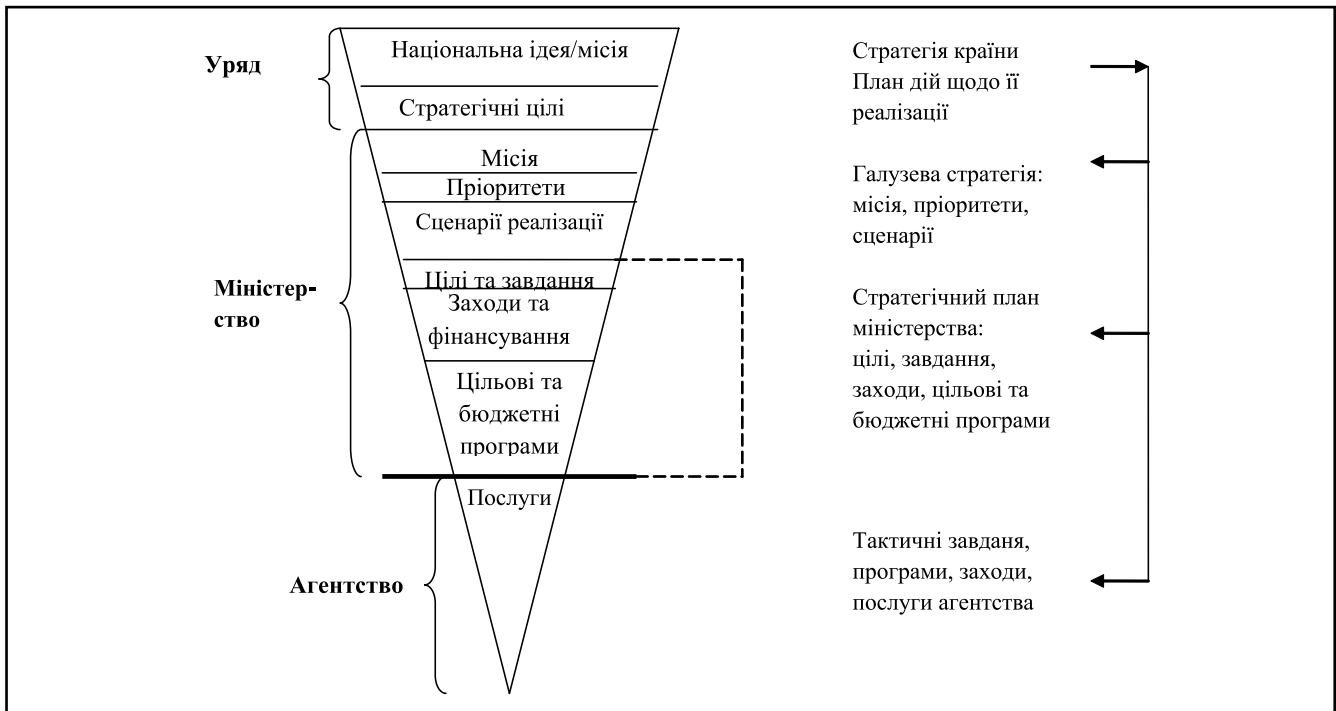 Уряд
Національна ідея/місія
Стратегічні цілі
Міністер-
ство
Місія
Пріоритети
Сценарії реалізації
Цілі та завдання
Заходи та
фінансування
Цільові та
бюджетні
програми
Агентство
Послуги
Стратегія країни
План дій щодо її
реалізації
Галузева стратегія:
місія, пріоритети,
сценарії
Стратегічний план
міністерства:
цілі, завдання,
заходи, цільові та
бюджетні програми
Тактичні завданя,
програми, заходи,
послуги агентства